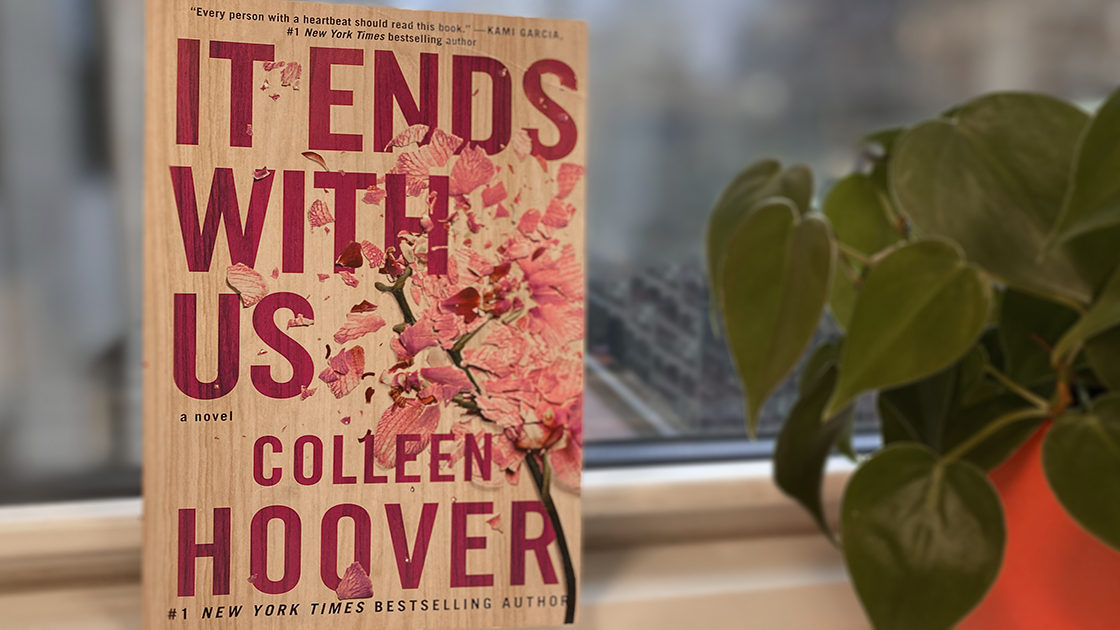 “Every person with a heartbeat should read this book.” —KAMI GARCIA,
#1 New York Times bestselling author
IT ENDS
WITH
US
a novel
COLLEEN
HOOVER
#1 NEW YORK TIMES BESTSELLING AUTHOR